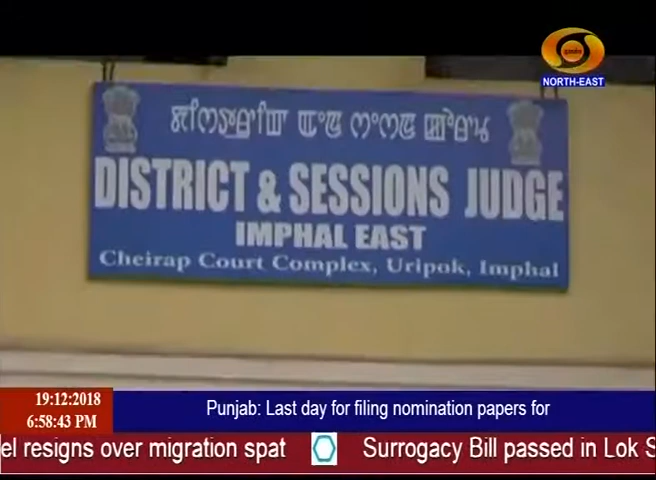 NORTH-EAST
DISTRICT & SESSIONS JUDGE
IMPHAL EAST
Cheirap Court Complex, Uripok, Imphal
19:12:2018
6:58:43 PM
Punjab: Last day for filing nomination papers for
el resigns over migration spat
Surrogacy Bill passed in Lok S